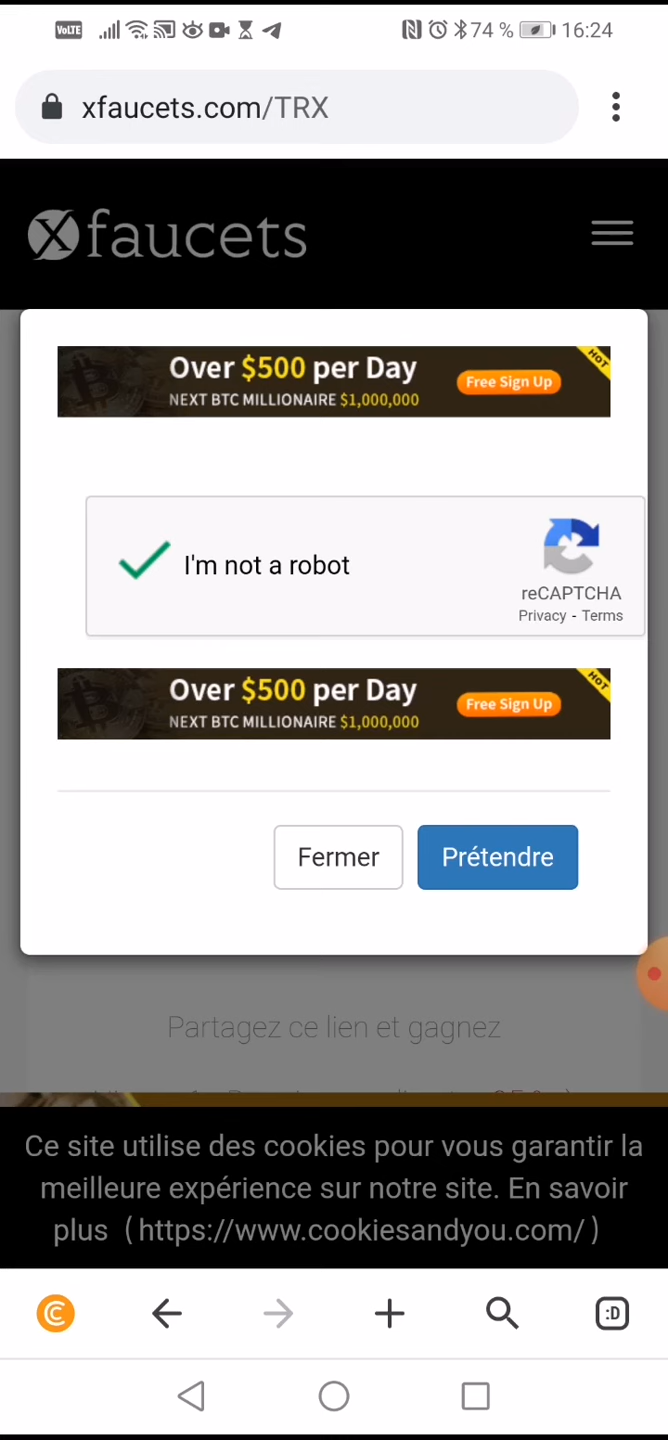 VoLTE 74 % 16:24
xfaucets.com/TRX
Xfaucets
Over $500 per Day
NEXT BTC MILLIONAIRE $1,000,000
Free Sign Up
HOT
I'm not a robot
reCAPTCHA
Privacy - Terms
Over $500 per Day
NEXT BTC MILLIONAIRE $1,000,000
Free Sign Up
HOT
Fermer Prétendre
Partagez ce lien et gagnez
Ce site utilise des cookies pour vous garantir la
meilleure expérience sur notre site. En savoir
plus (https://www.cookiesandyou.com/)
:D